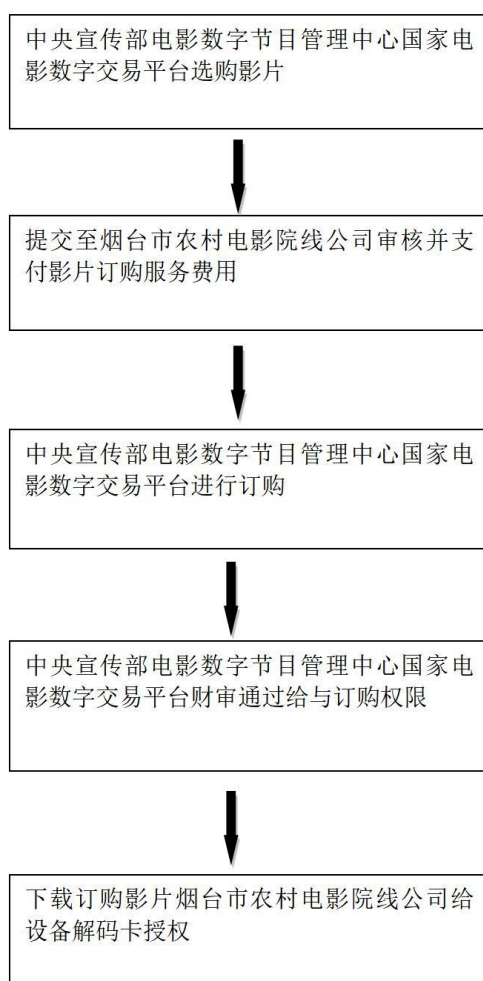 中央宣传部电影数字节目管理中心国家电
影数字交易平台选购影片
提交至烟台市农村电影院线公司审核并支
付影片订购服务费用
中央宣传部电影数字节目管理中心国家电
影数字交易平台进行订购
中央宣传部电影数字节目管理中心国家电
影数字交易平台财审通过给与订购权限
下载订购影片烟台市农村电影院线公司给
设备解码卡授权